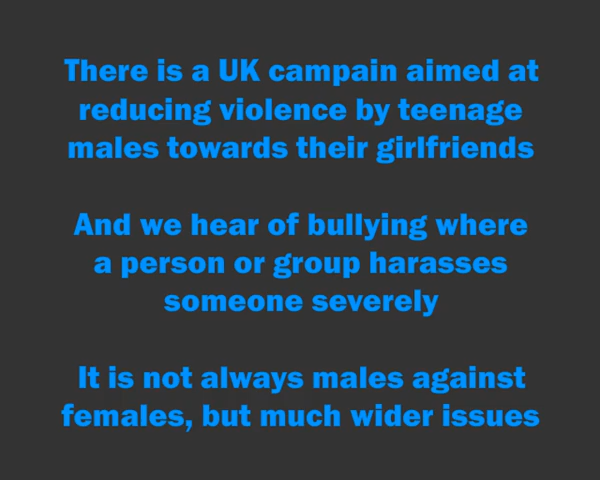 There is a UK campain aimed at
reducing violence by teenage
males towards their girlfriends
And we hear of bullying where
a person or group harasses
someone severely
It is not always males against
females, but much wider issues